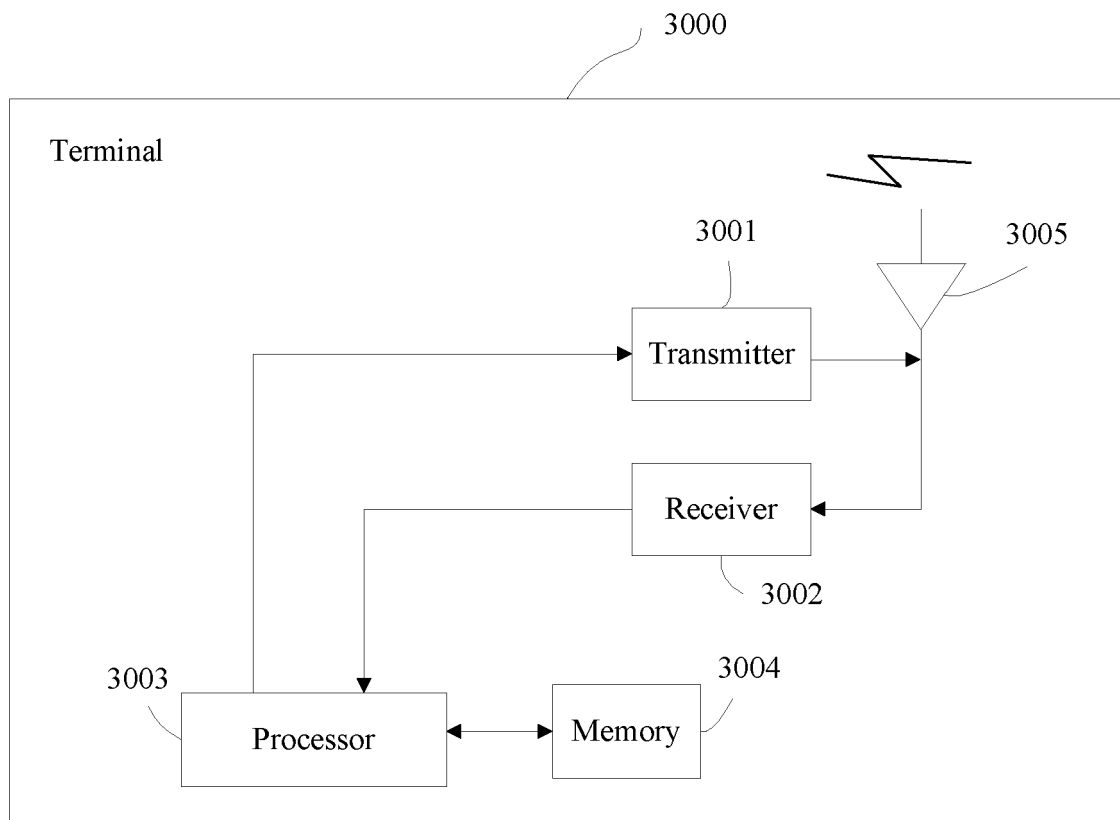 3000
Terminal
3001
3005
Transmitter
Receiver
3002
3003
3004
Processor
Memory